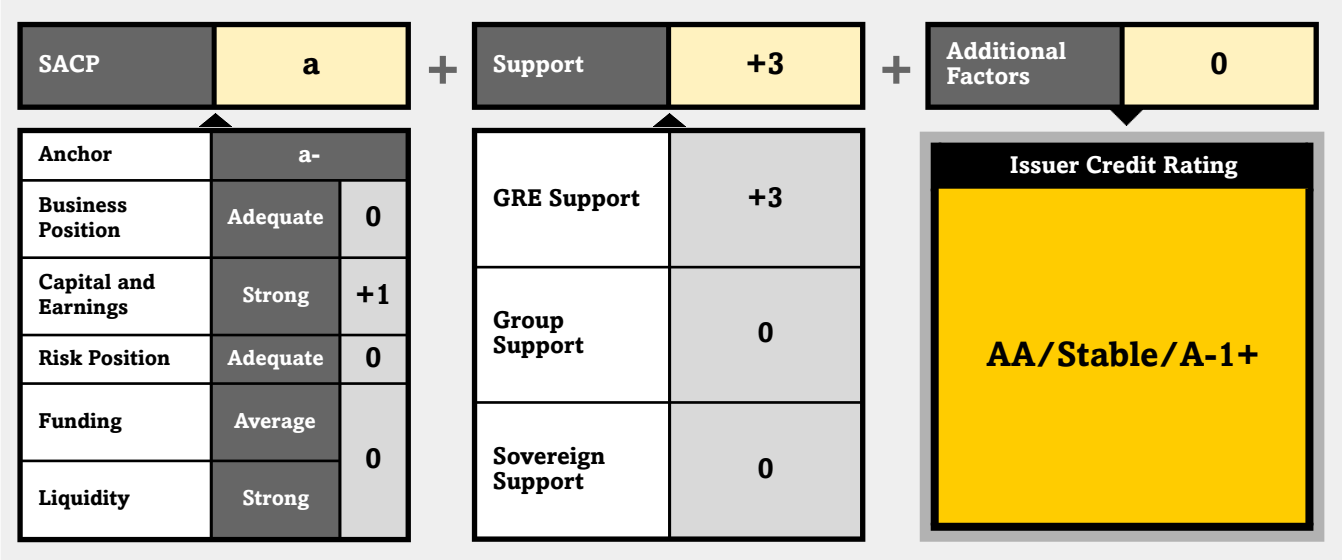 SACP a + Support +3 + Additional Factors 0
Anchor a-
Business Position Adequate 0
Capital and Earnings Strong +1
Risk Position Adequate 0
Funding Average 0
Liquidity Strong
GRE Support +3
Group Support 0
Sovereign Support 0
Issuer Credit Rating
AA/Stable/A-1+